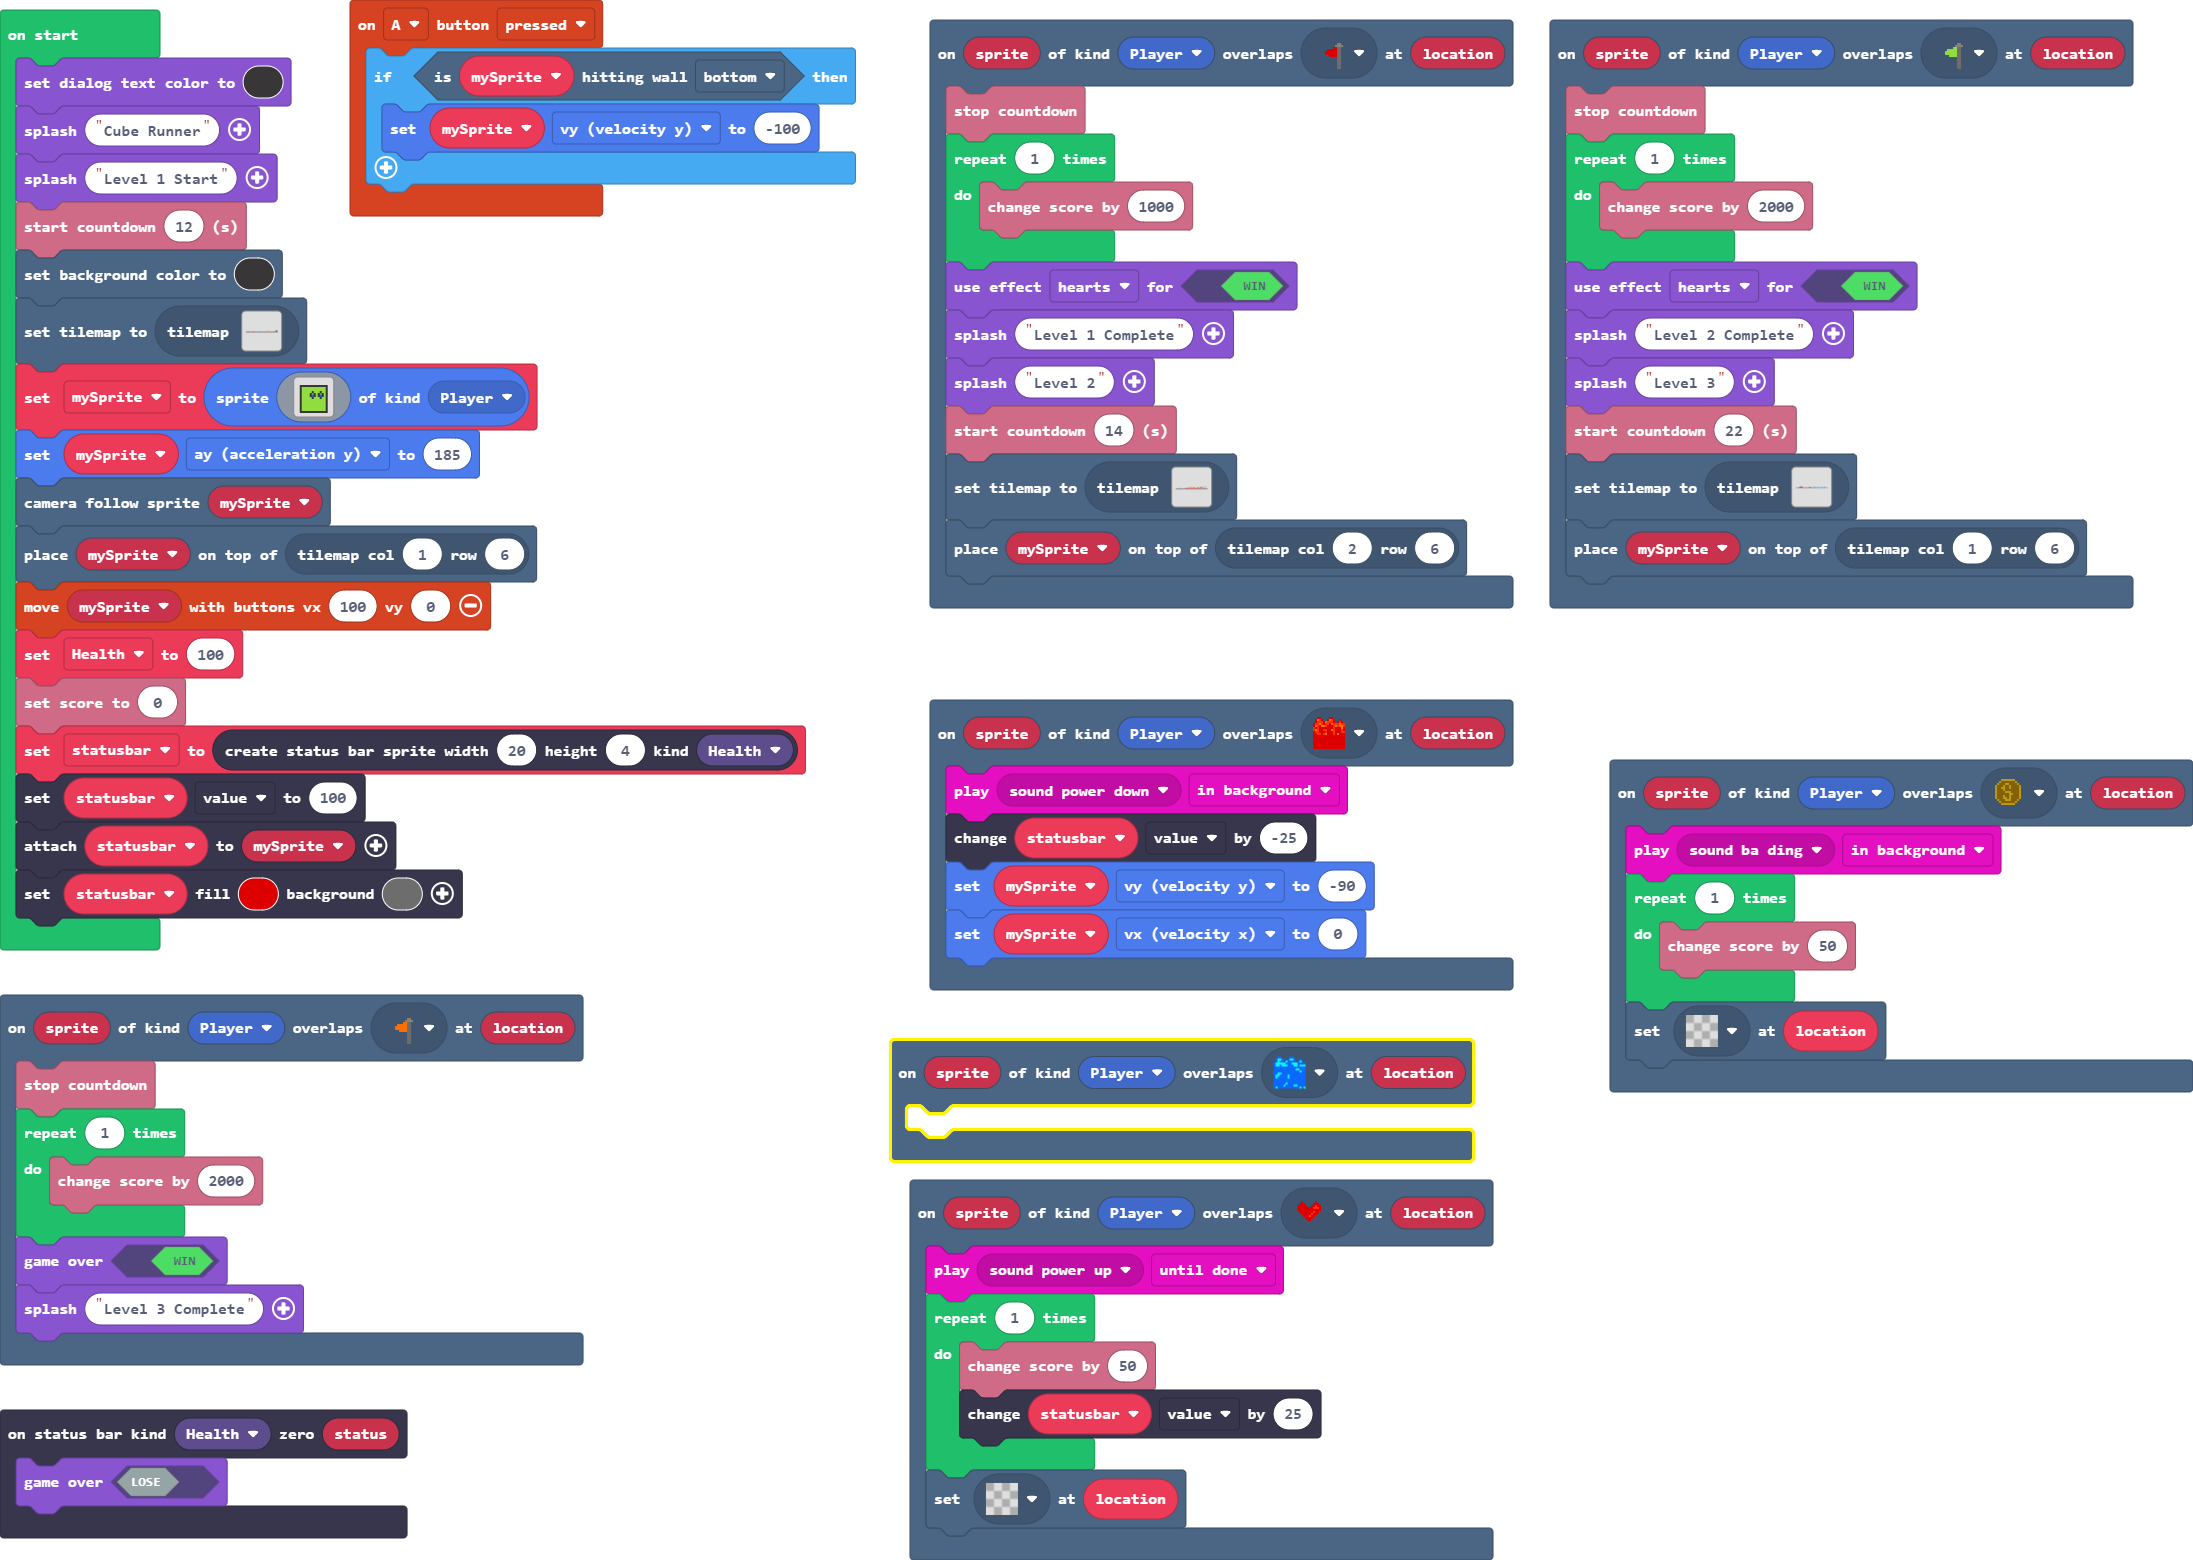 on start
set dialog text color to
splash "Cube Runner"
splash "Level 1 Start"
start countdown 12 (s)
set background color to
set tilemap to tilemap
set mySprite to sprite of kind Player
set mySprite ay (acceleration y) to 185
camera follow sprite mySprite
place mySprite on top of tilemap col 1 row 6
move mySprite with buttons vx 100 vy 0
set Health to 100
set score to 0
set statusbar to create status bar sprite width 20 height 4 kind Health
set statusbar value to 100
attach statusbar to mySprite
set statusbar fill background
on A button pressed
if is mySprite hitting wall bottom then
set mySprite vy (velocity y) to -100
on sprite of kind Player overlaps at location
stop countdown
repeat 1 times
do change score by 1000
use effect hearts for WIN
splash "Level 1 Complete"
splash "Level 2"
start countdown 14 (s)
set tilemap to tilemap
place mySprite on top of tilemap col 2 row 6
on sprite of kind Player overlaps at location
stop countdown
repeat 1 times
do change score by 2000
use effect hearts for WIN
splash "Level 2 Complete"
splash "Level 3"
start countdown 22 (s)
set tilemap to tilemap
place mySprite on top of tilemap col 1 row 6
on sprite of kind Player overlaps at location
play sound power down in background
change statusbar value by -25
set mySprite vy (velocity y) to -90
set mySprite vx (velocity x) to 0
on sprite of kind Player overlaps at location
play sound ba ding in background
repeat 1 times
do change score by 50
set at location
on sprite of kind Player overlaps at location
stop countdown
repeat 1 times
do change score by 2000
game over WIN
splash "Level 3 Complete"
on sprite of kind Player overlaps at location
on sprite of kind Player overlaps at location
play sound power up until done
repeat 1 times
do change score by 50
change statusbar value by 25
set at location
on status bar kind Health zero status
game over LOSE